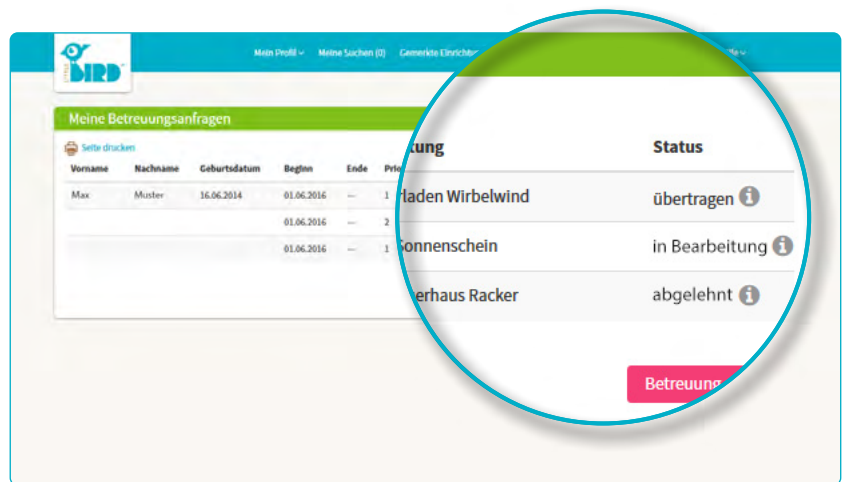 BIRD
Mein Profil Meine Suchen (0) Gemerkte
Meine Betreuungsanfragen
Seite drucken
Vorname Nachname Geburtsdatum Beginn Ende
tung Status
Max Muster 16.06.2014 01.06.2016 — 1
rladen Wirbelwind übertragen
01.06.2016 — 2
Sonnenschein in Bearbeitung
01.06.2016 — 1
erhaus Racker abgelehnt
Betreuung